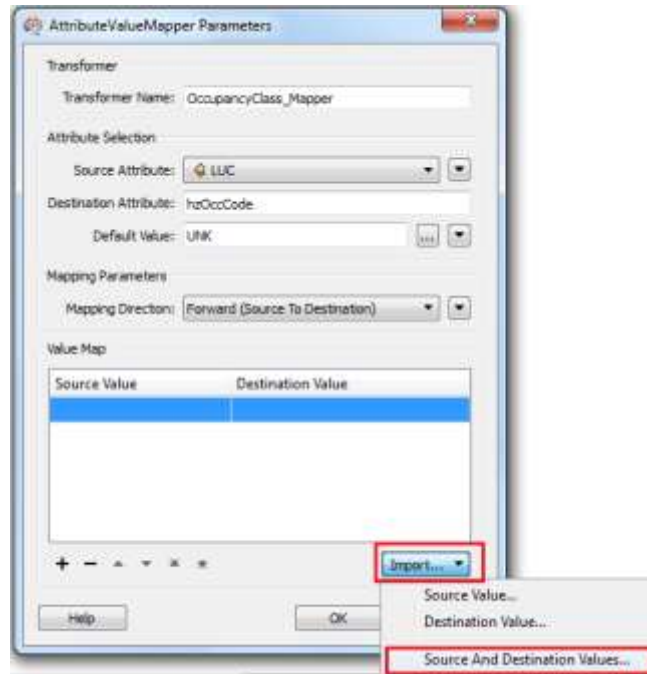 AttributeValueMapper Parameters
Transformer
Transformer Name: OccupancyClass_Mapper
Attribute Selection
Source Attribute: LUC
Destination Attribute: hzOccCode
Default Value: UNK ...
Mapping Parameters
Mapping Direction: Forward (Source To Destination)
Value Map
Source Value Destination Value
Import...
Help OK
Source Value...
Destination Value...
Source And Destination Values...